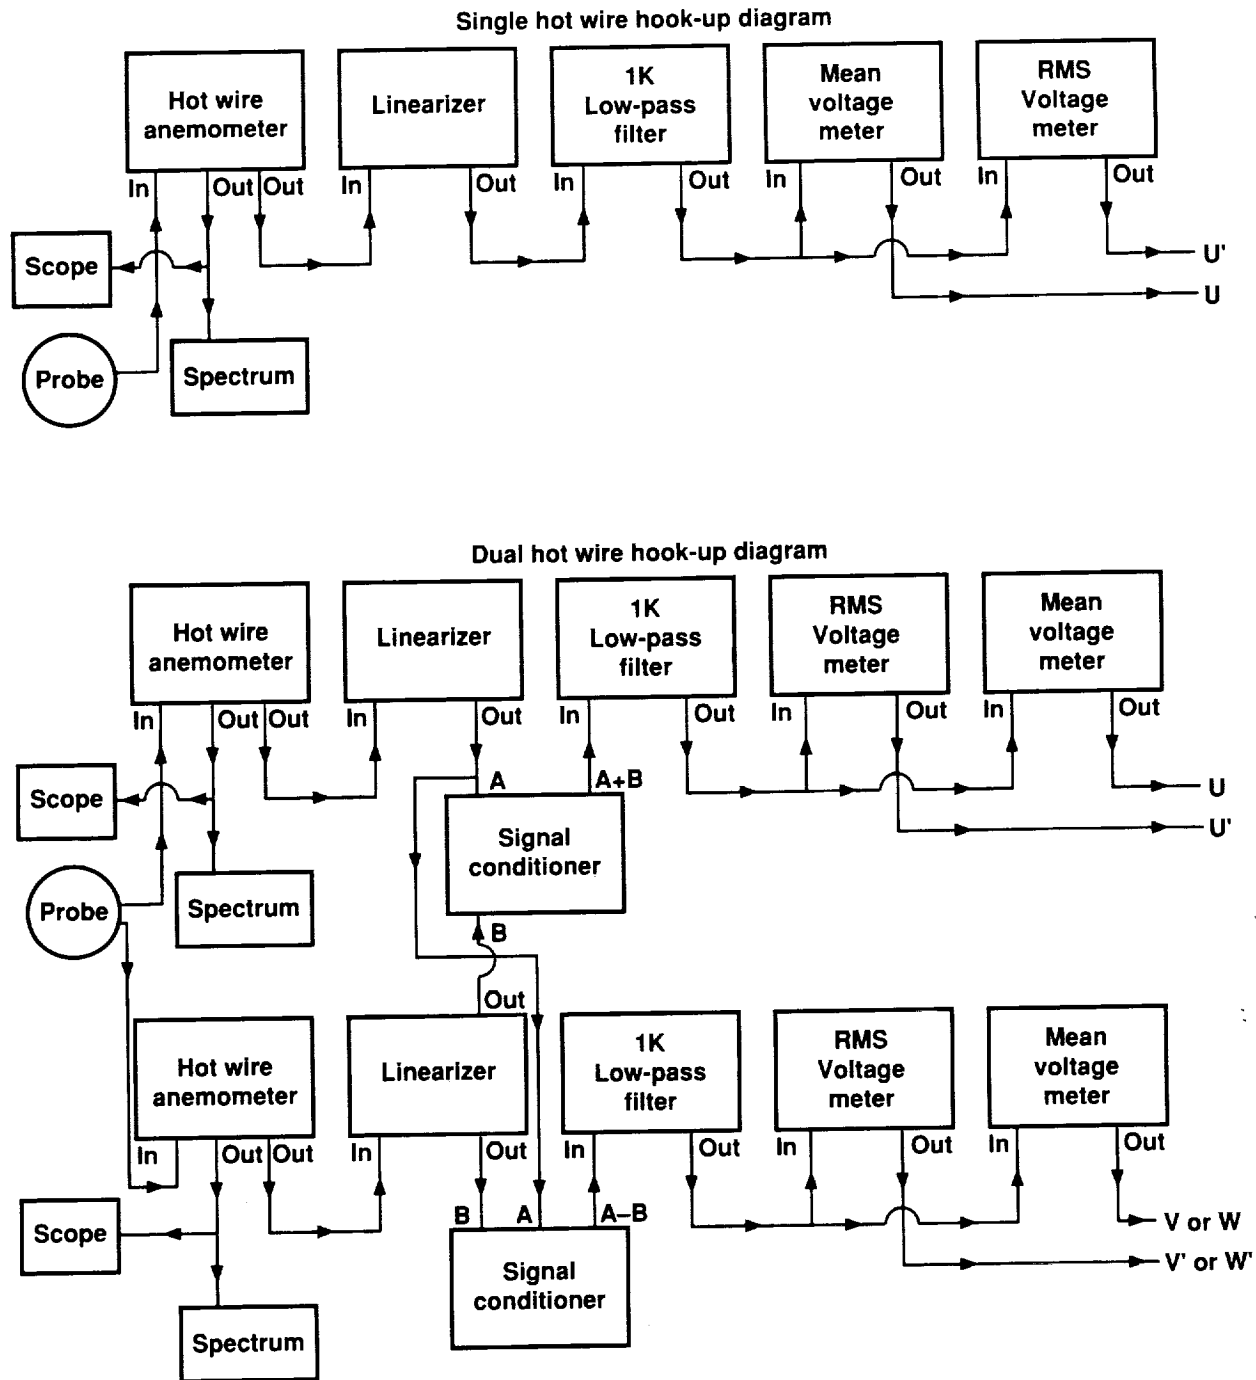 Single hot wire hook-up diagram
Hot wire
anemometer
Linearizer
1K
Low-pass
filter
Mean
voltage
meter
RMS
Voltage
meter
In
Out
Out
In
Out
In
Out
In
Out
In
Out
Scope
U'
U
Probe
Spectrum
Dual hot wire hook-up diagram
Hot wire
anemometer
Linearizer
1K
Low-pass
filter
RMS
Voltage
meter
Mean
voltage
meter
In
Out
Out
In
Out
In
Out
In
Out
In
Out
Scope
A
A+B
U
U'
Signal
conditioner
Probe
Spectrum
B
Out
Hot wire
anemometer
Linearizer
1K
Low-pass
filter
RMS
Voltage
meter
Mean
voltage
meter
In
Out
Out
In
Out
In
Out
In
Out
In
Out
Scope
B
A
A–B
V or W
V' or W'
Signal
conditioner
Spectrum